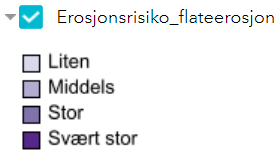 Erosjonsrisiko_flateerosjon
Liten
Middels
Stor
Svært stor